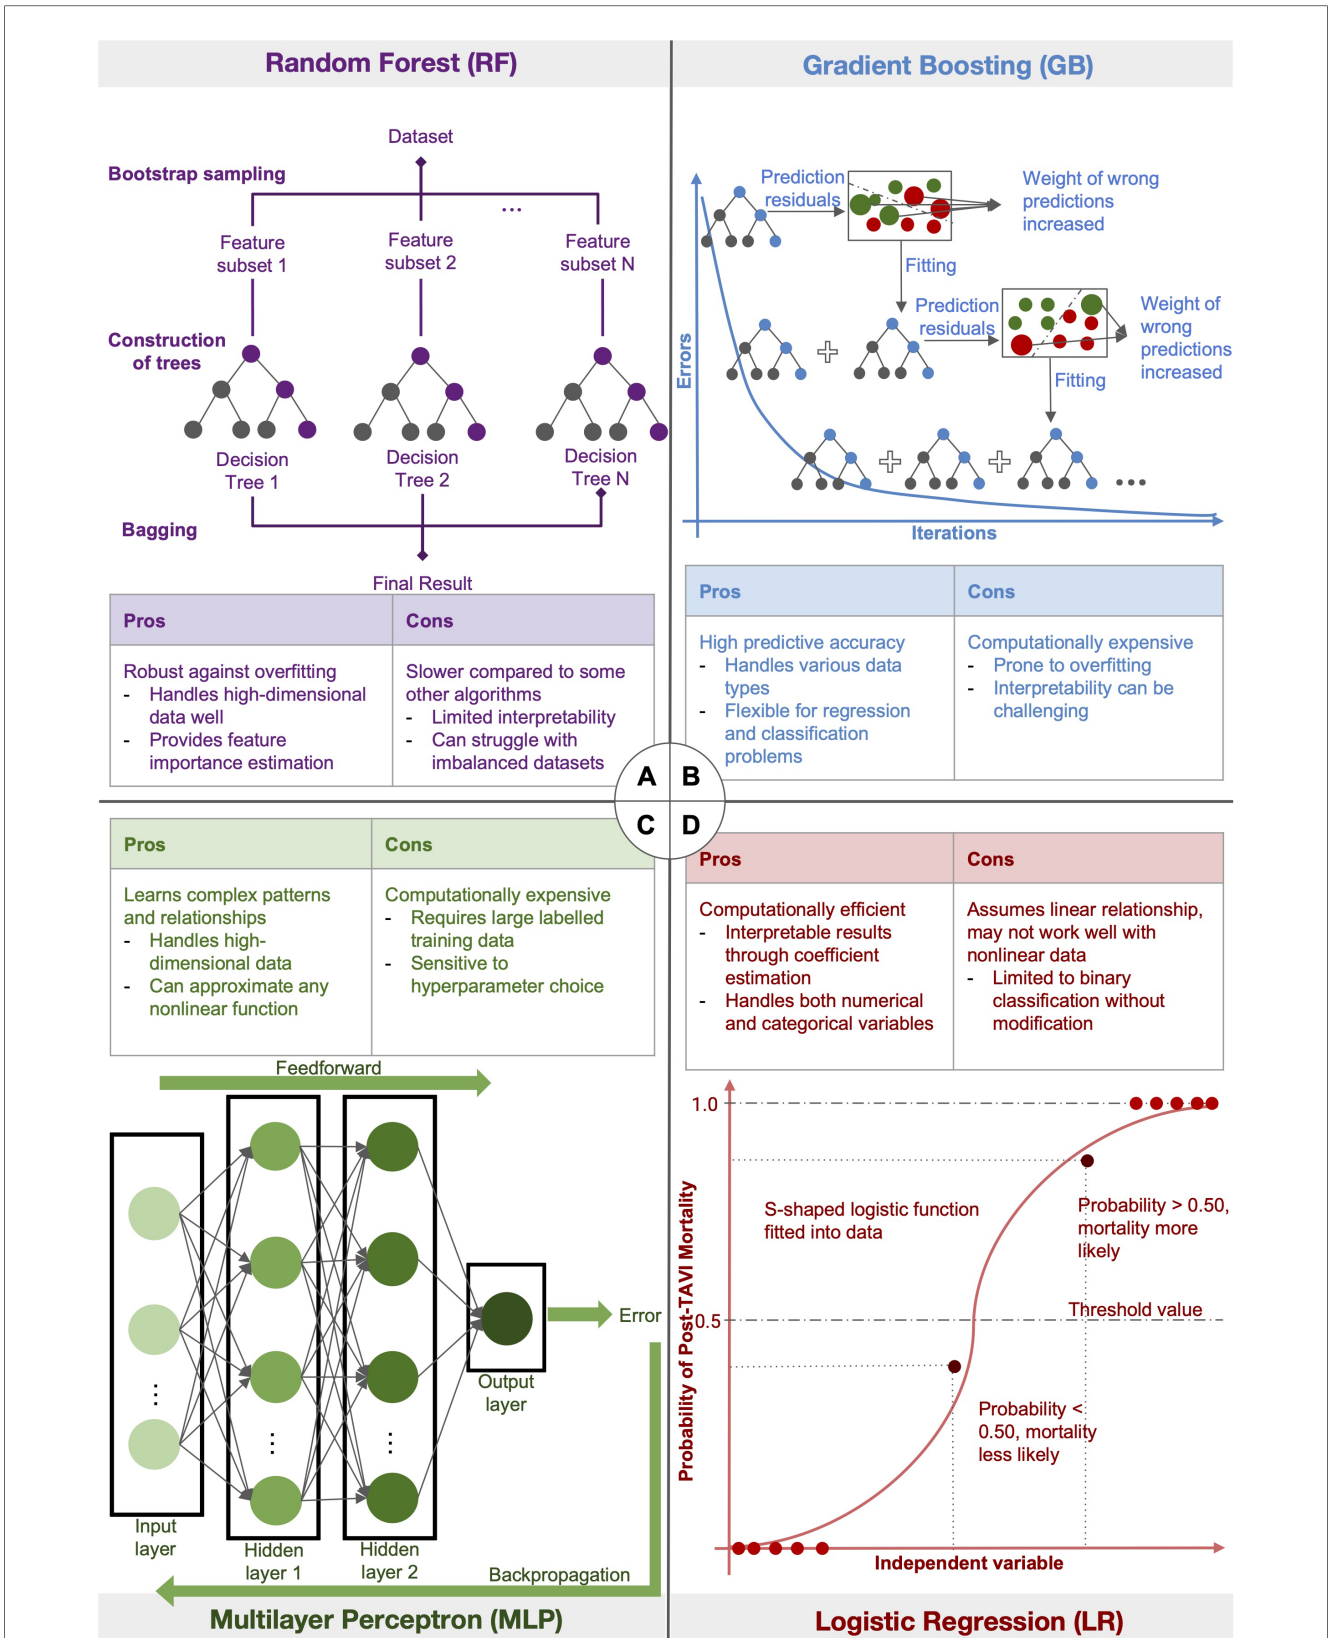 Random Forest (RF)
Dataset
Bootstrap sampling
...
Feature
subset 1
Feature
subset 2
Feature
subset N
Construction
of trees
Decision
Tree 1
Decision
Tree 2
Decision
Tree N
Bagging
Final Result
Pros
Cons
Robust against overfitting
- Handles high-dimensional
data well
- Provides feature
importance estimation
Slower compared to some
other algorithms
- Limited interpretability
- Can struggle with
imbalanced datasets
Gradient Boosting (GB)
Prediction
residuals
Weight of wrong
predictions
increased
Fitting
Prediction
residuals
Weight of
wrong
predictions
increased
Fitting
Errors
...
Iterations
Pros
Cons
High predictive accuracy
- Handles various data
types
- Flexible for regression
and classification
problems
Computationally expensive
- Prone to overfitting
- Interpretability can be
challenging
A B
C D
Pros
Cons
Learns complex patterns
and relationships
- Handles high-
dimensional data
- Can approximate any
nonlinear function
Computationally expensive
- Requires large labelled
training data
- Sensitive to
hyperparameter choice
Feedforward
Error
Output
layer
Input
layer
Hidden
layer 1
Hidden
layer 2
Backpropagation
Multilayer Perceptron (MLP)
Pros
Cons
Computationally efficient
- Interpretable results
through coefficient
estimation
- Handles both numerical
and categorical variables
Assumes linear relationship,
may not work well with
nonlinear data
- Limited to binary
classification without
modification
1.0
S-shaped logistic function
fitted into data
Probability > 0.50,
mortality more
likely
Threshold value
0.5
Probability <
0.50, mortality
less likely
Probability of Post-TAVI Mortality
Independent variable
Logistic Regression (LR)